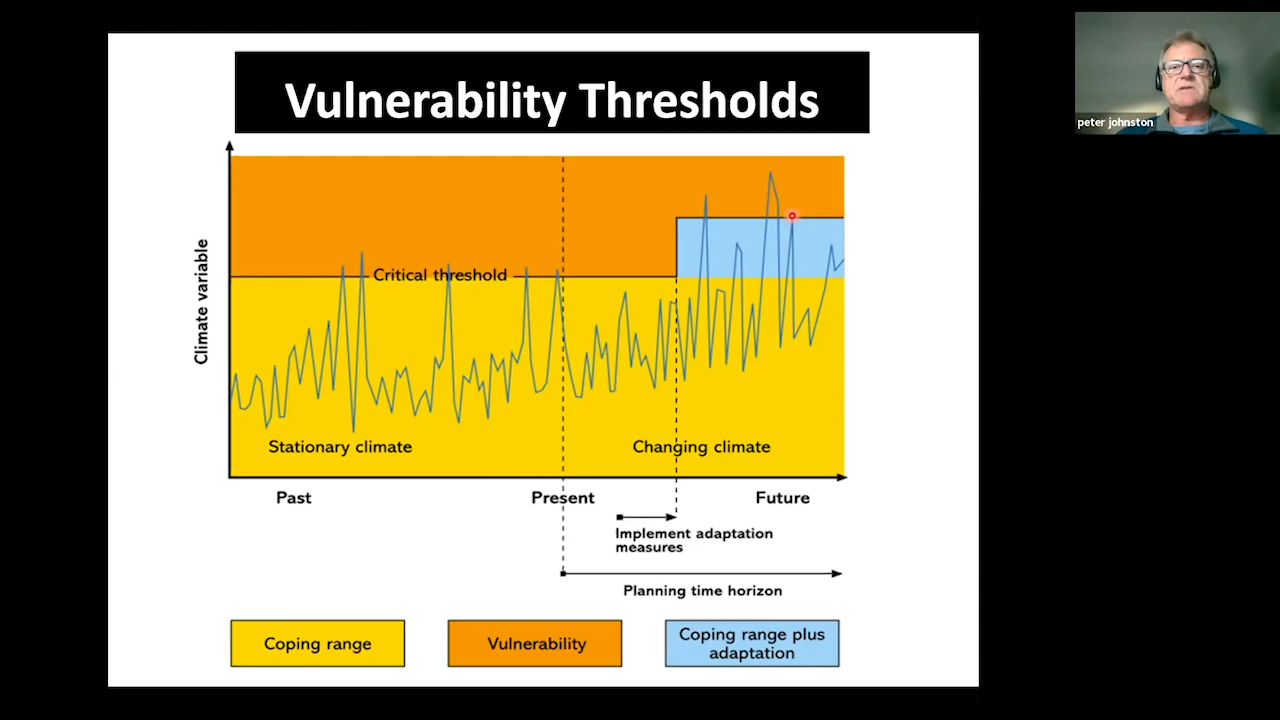 Vulnerability Thresholds
peter johnston
Climate variable
Critical threshold
Stationary climate
Changing climate
Past
Present
Future
Implement adaptation
measures
Planning time horizon
Coping range
Vulnerability
Coping range plus
adaptation